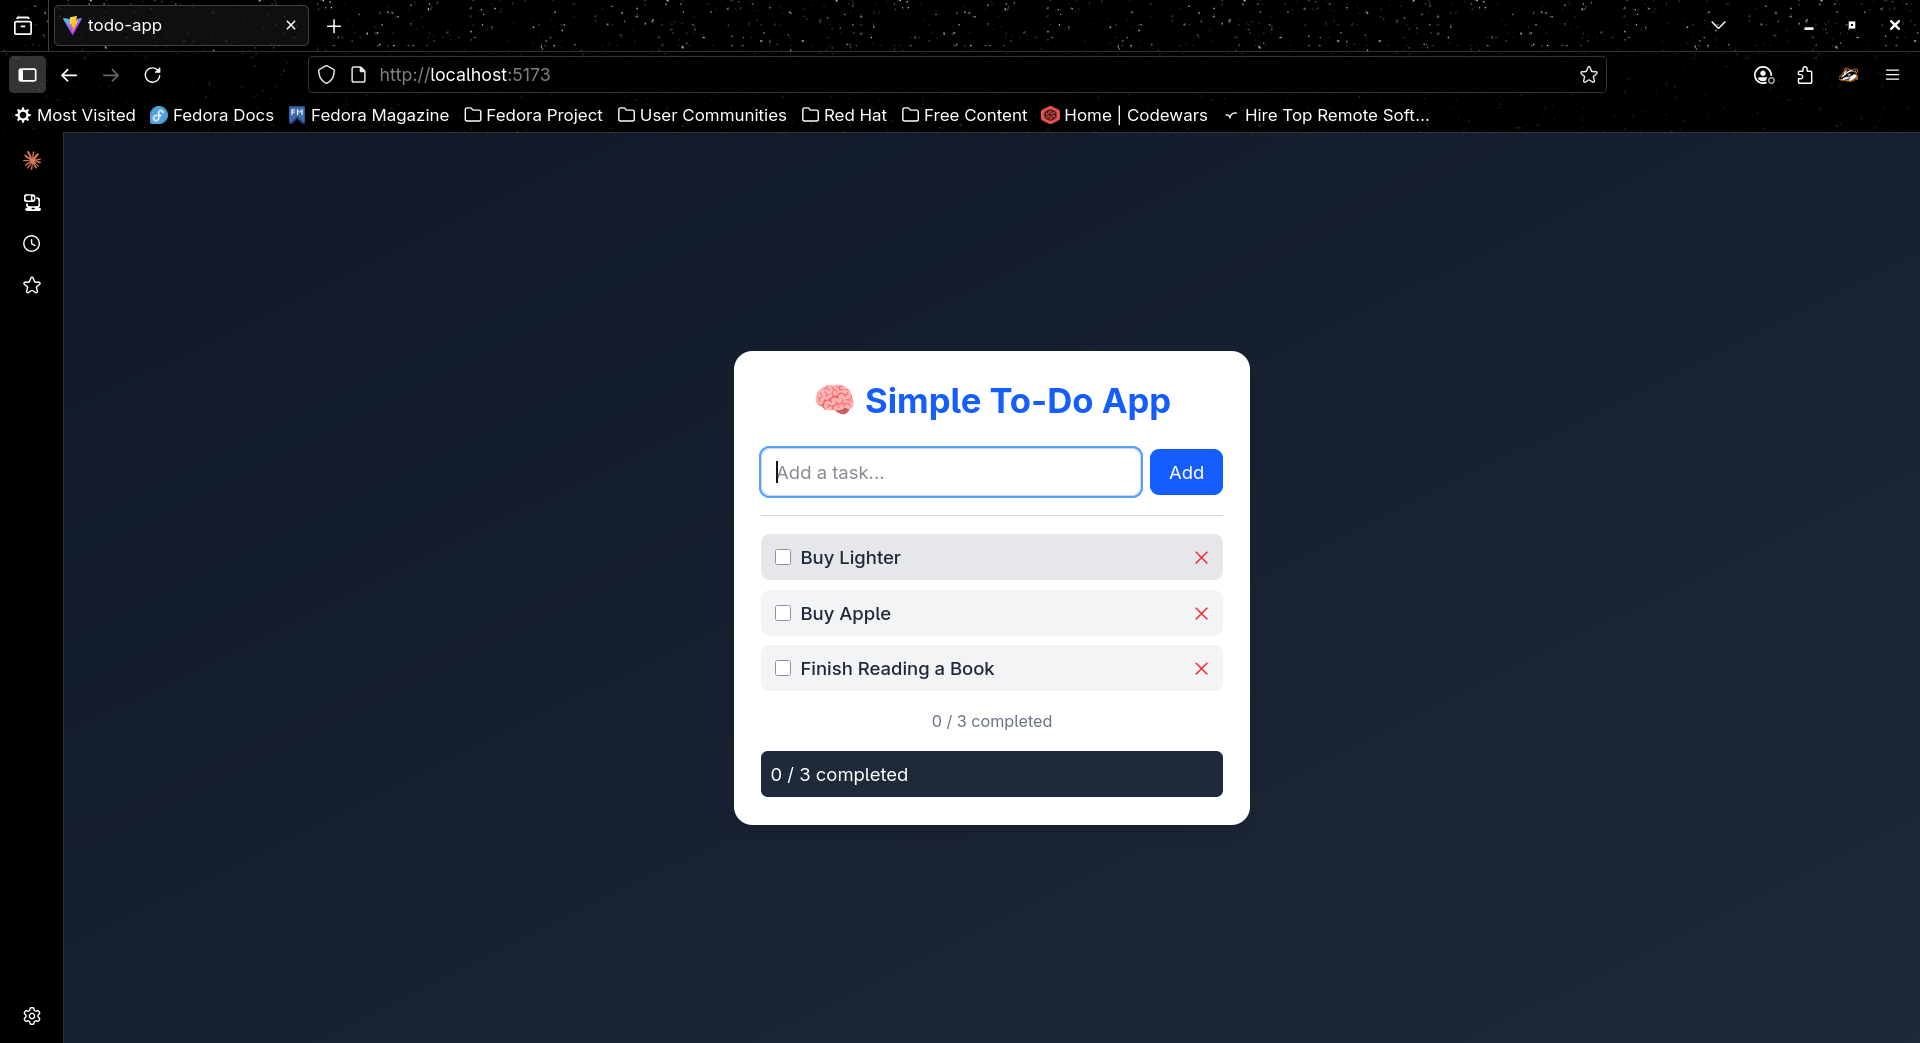 todo-app
http://localhost:5173
Most Visited Fedora Docs Fedora Magazine Fedora Project User Communities Red Hat Free Content Home | Codewars Hire Top Remote Soft...
Simple To-Do App
Add a task... Add
Buy Lighter
Buy Apple
Finish Reading a Book
0 / 3 completed
0 / 3 completed